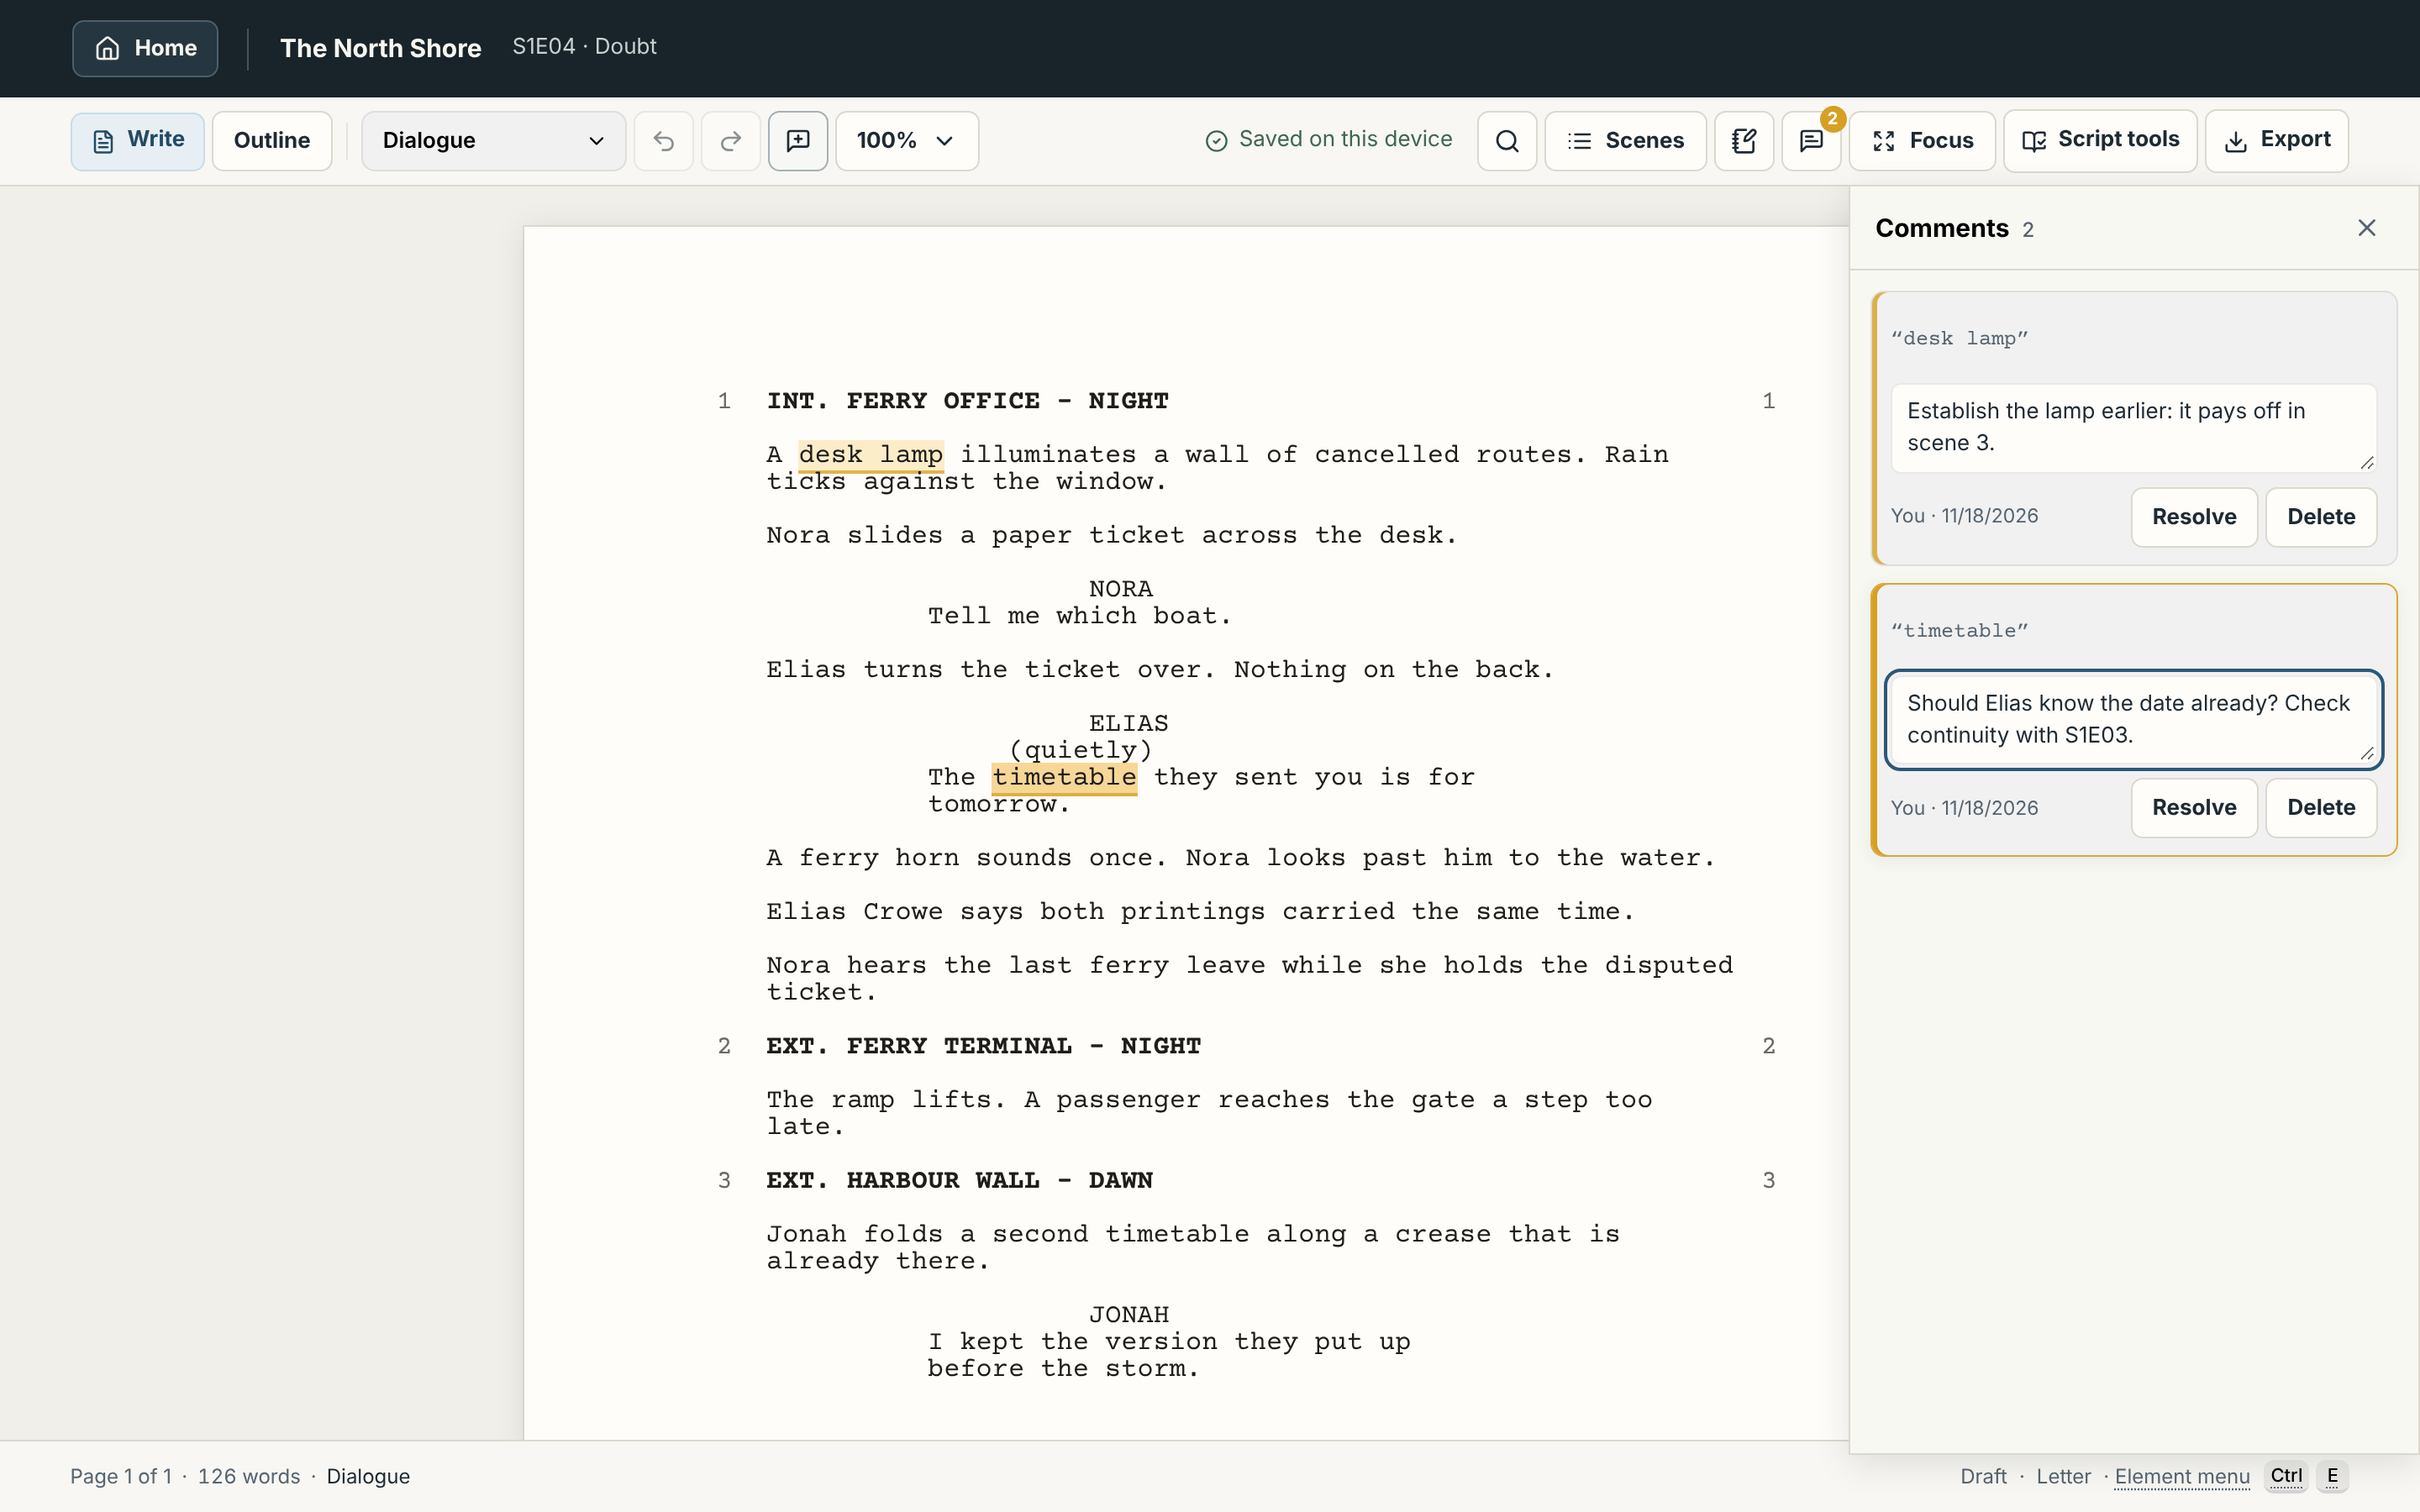 Home
The North Shore
S1E04 · Doubt
Write
Outline
Dialogue
100%
Saved on this device
Scenes
2
Focus
Script tools
Export
1 INT. FERRY OFFICE - NIGHT 1
A desk lamp illuminates a wall of cancelled routes. Rain
ticks against the window.
Nora slides a paper ticket across the desk.
NORA
Tell me which boat.
Elias turns the ticket over. Nothing on the back.
ELIAS
(quietly)
The timetable they sent you is for
tomorrow.
A ferry horn sounds once. Nora looks past him to the water.
Elias Crowe says both printings carried the same time.
Nora hears the last ferry leave while she holds the disputed
ticket.
2 EXT. FERRY TERMINAL - NIGHT 2
The ramp lifts. A passenger reaches the gate a step too
late.
3 EXT. HARBOUR WALL - DAWN 3
Jonah folds a second timetable along a crease that is
already there.
JONAH
I kept the version they put up
before the storm.
Comments 2
“desk lamp”
Establish the lamp earlier: it pays off in
scene 3.
You · 11/18/2026
Resolve
Delete
“timetable”
Should Elias know the date already? Check
continuity with S1E03.
You · 11/18/2026
Resolve
Delete
Page 1 of 1 · 126 words · Dialogue
Draft · Letter · Element menu Ctrl E